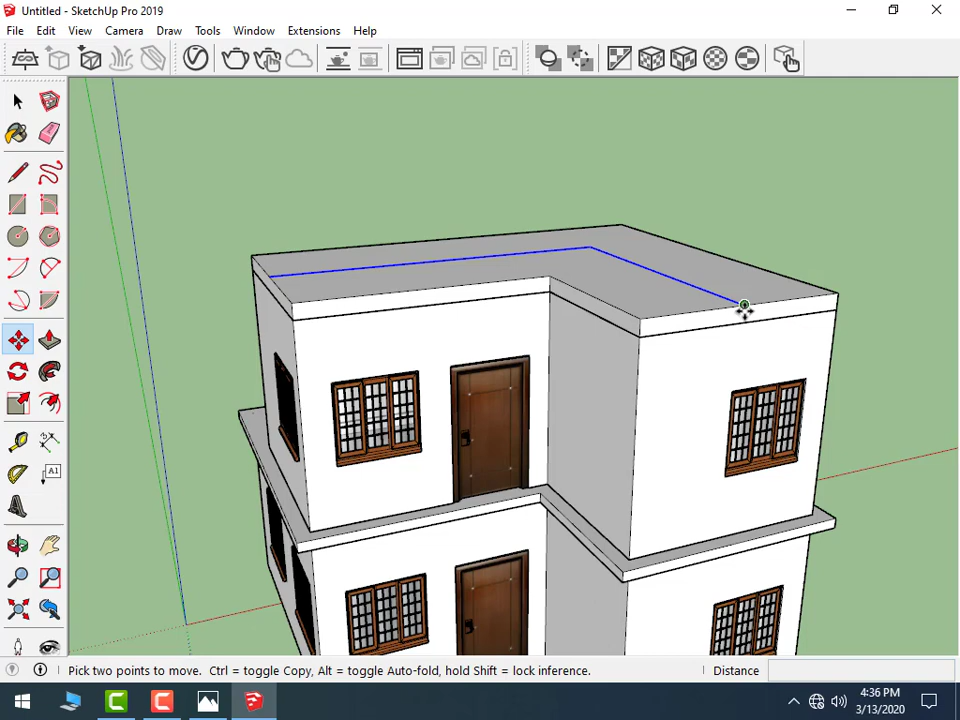 Untitled - SketchUp Pro 2019
File Edit View Camera Draw Tools Window Extensions Help
AI
A
Pick two points to move. Ctrl = toggle Copy, Alt = toggle Auto-fold, hold Shift = lock inference.
Distance
4:36 PM
3/13/2020